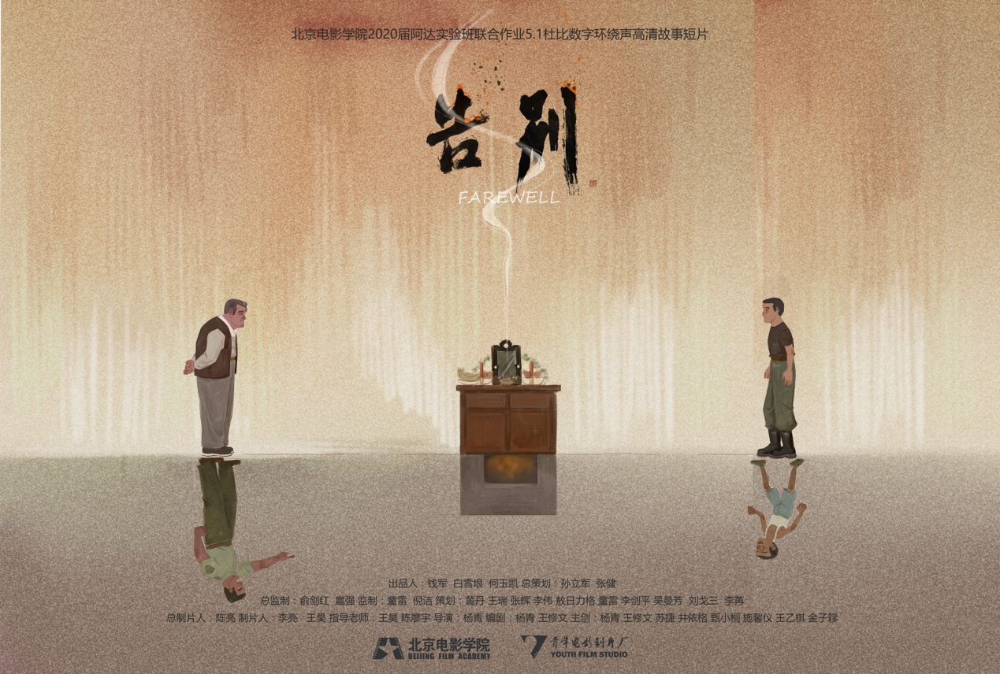 北京电影学院2020届阿达实验班联合作业5.1杜比数字环绕声高清故事短片
告别
FAREWELL
出品人：钱军 白雪垠 何玉凯 总策划：孙立军 张健
总监制：俞剑红 扈强 监制：童雷 倪洁 策划：黄丹 王瑞 张辉 李伟 敖日力格 童雷 李剑平 吴曼芳 刘戈三 李苒
总制片人：陈亮 制片人：李亮 王昊 指导老师：王昊 陈廖宇 导演：杨青 编剧：杨青 王修文 主创：杨青 王修文 苏捷 井依格 甄小桐 施馨仪 王乙棋 金子鎵
北京电影学院 青年电影制片厂
BEIJING FILM ACADEMY YOUTH FILM STUDIO